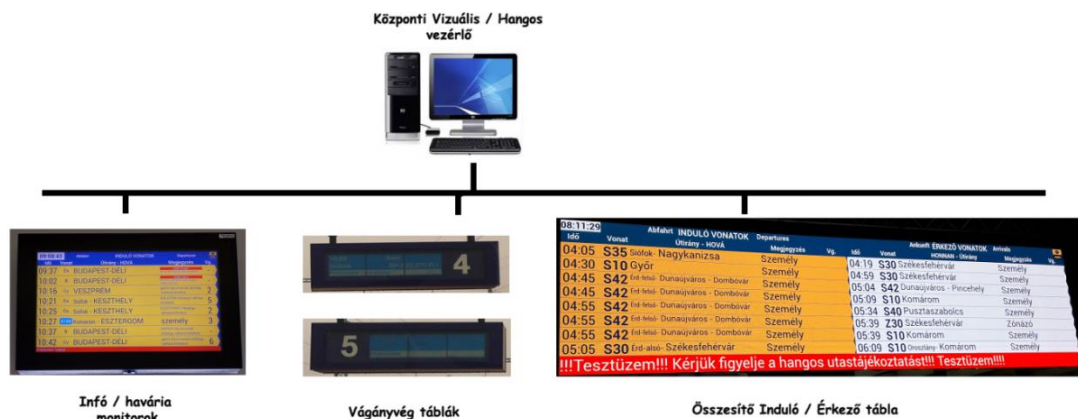 Központi Vizuális / Hangos
vezérlő
09:37 BUDAPEST-DÉLI
10:02 BUDAPEST-DÉLI
10:16 VESZPRÉM 2
10:21 KESZTHELY 5
10:25 KESZTHELY 2
10:27 Komárom - ESZTERGOM személy 3
10:37 BUDAPEST-DÉLI
10:42 BUDAPEST-DÉLI 6
4
5
08:11:29 Abfahrt INDULÓ VONATOK Departures
Idő Vonat Útirány - HOVÁ Megjegyzés Vg.
04:05 S35 Siófok- Nagykanizsa Személy
04:30 S10 Győr Személy
04:45 S42 Érd-felső- Dunaújváros - Dombóvár Személy
04:45 S42 Érd-felső- Dunaújváros - Dombóvár Személy
04:55 S42 Érd-felső- Dunaújváros - Dombóvár Személy
04:55 S42 Érd-felső- Dunaújváros - Dombóvár Személy
04:55 S42 Érd-felső- Dunaújváros - Dombóvár Személy
05:05 S30 Érd-alsó- Székesfehérvár Személy
Ankunft ÉRKEZŐ VONATOK Arrivals
Idő Vonat HONNAN - Útirány Megjegyzés Vg.
04:19 S30 Székesfehérvár Személy
04:59 S30 Székesfehérvár Személy
05:04 S42 Dunaújváros - Pincehely Személy
05:09 S10 Komárom Személy
05:34 S40 Pusztaszabolcs Személy
05:39 Z30 Székesfehérvár Zónázó
05:39 S10 Komárom Személy
06:09 S10 Oroszlány- Komárom Személy
!!!Tesztüzem!!! Kérjük figyelje a hangos utastájékoztatást!!! Tesztüzem!!!!
Infó / havária
monitorok
Vágányvég táblák
Összesítő Induló / Érkező tábla